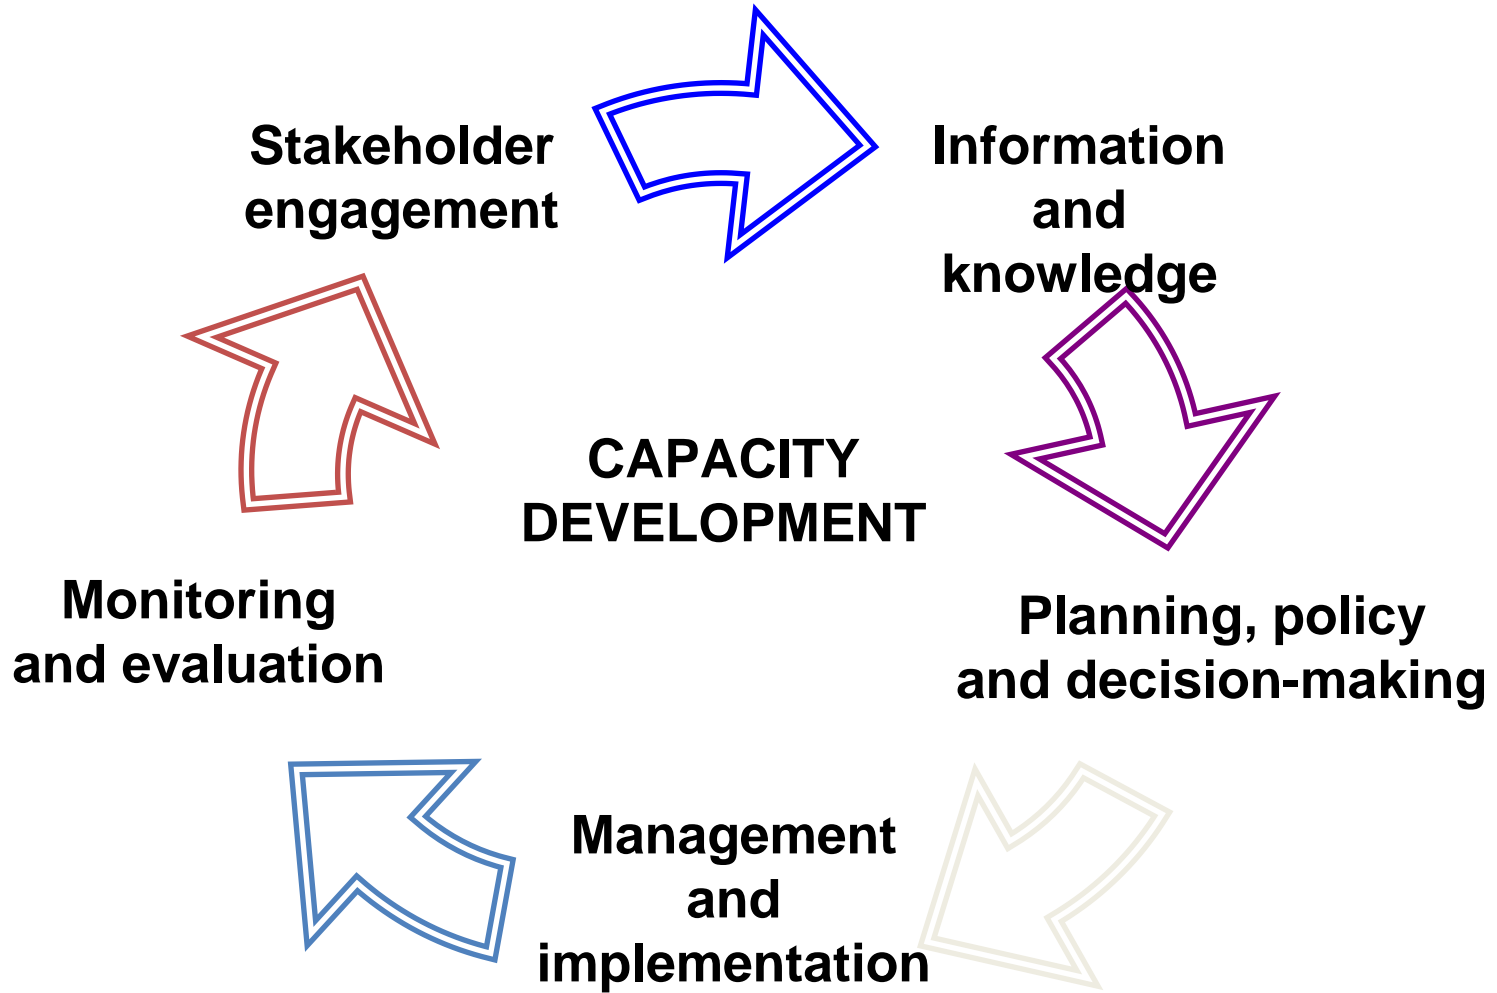 Stakeholder
engagement
Information
and
knowledge
CAPACITY
DEVELOPMENT
Monitoring
and evaluation
Planning, policy
and decision-making
Management
and
implementation